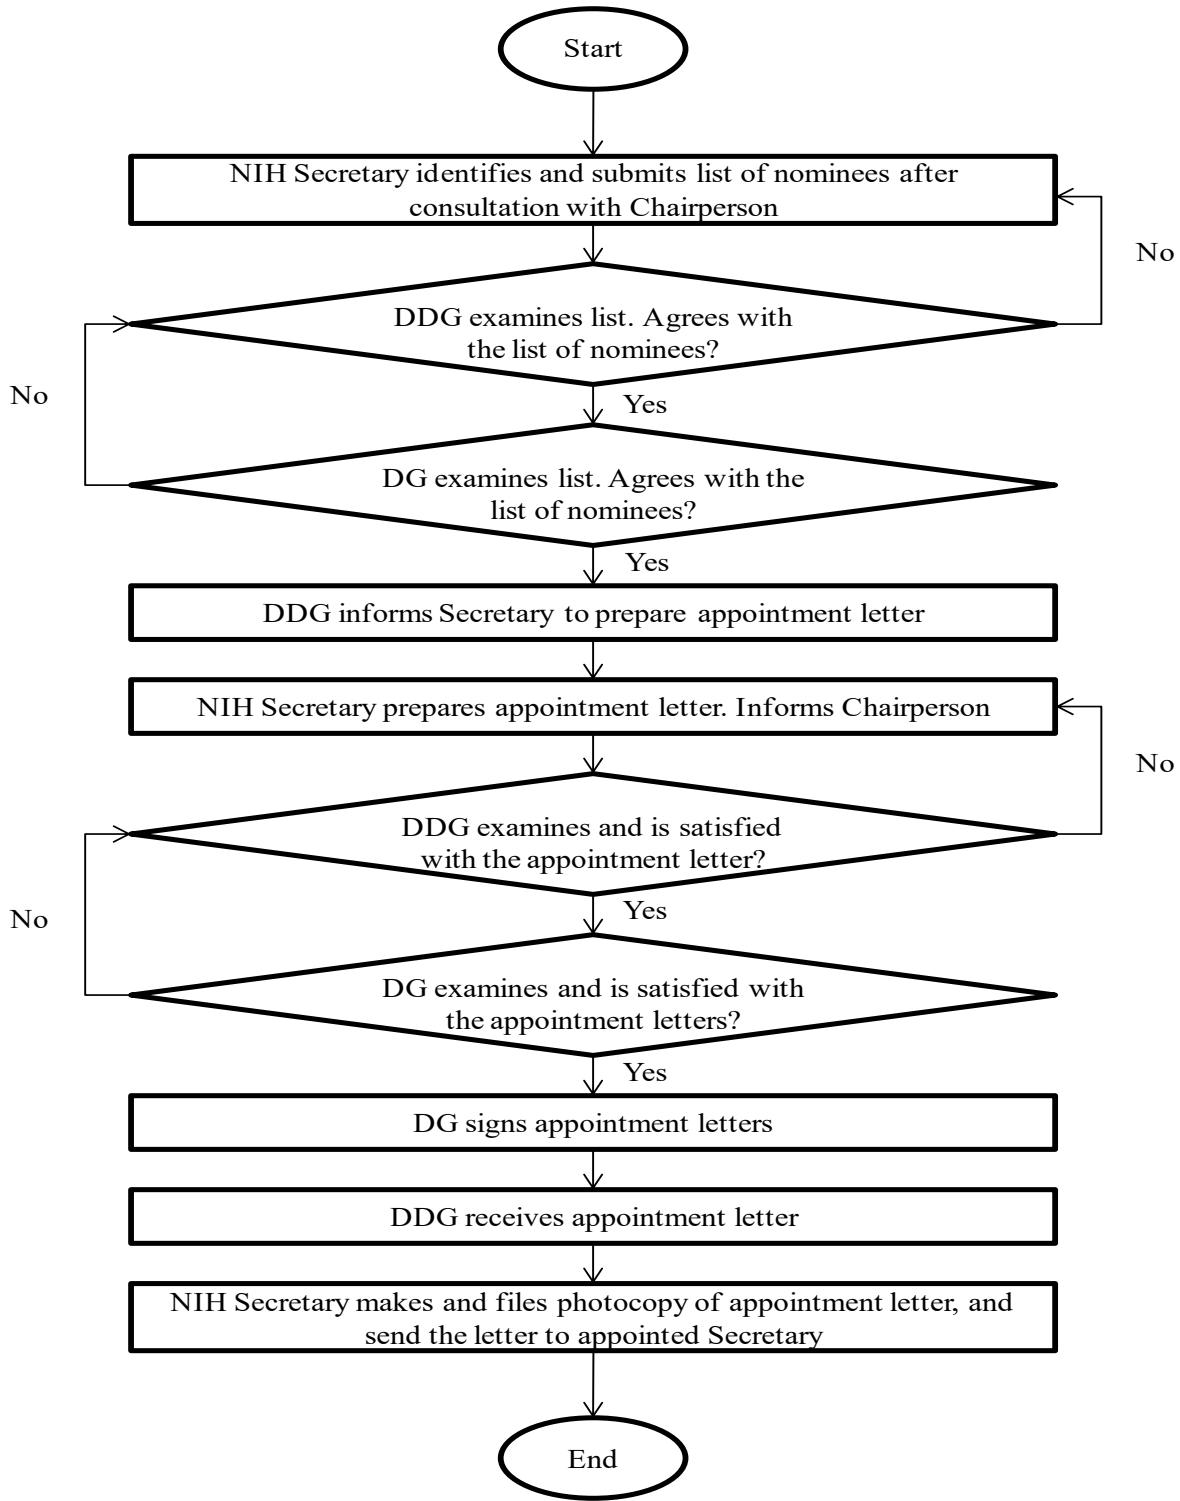 Start
NIH Secretary identifies and submits list of nominees after
consultation with Chairperson
No
DDG examines list. Agrees with
the list of nominees?
No
Yes
DG examines list. Agrees with the
list of nominees?
Yes
DDG informs Secretary to prepare appointment letter
NIH Secretary prepares appointment letter. Informs Chairperson
No
DDG examines and is satisfied
with the appointment letter?
No
Yes
DG examines and is satisfied with
the appointment letters?
Yes
DG signs appointment letters
DDG receives appointment letter
NIH Secretary makes and files photocopy of appointment letter, and
send the letter to appointed Secretary
End